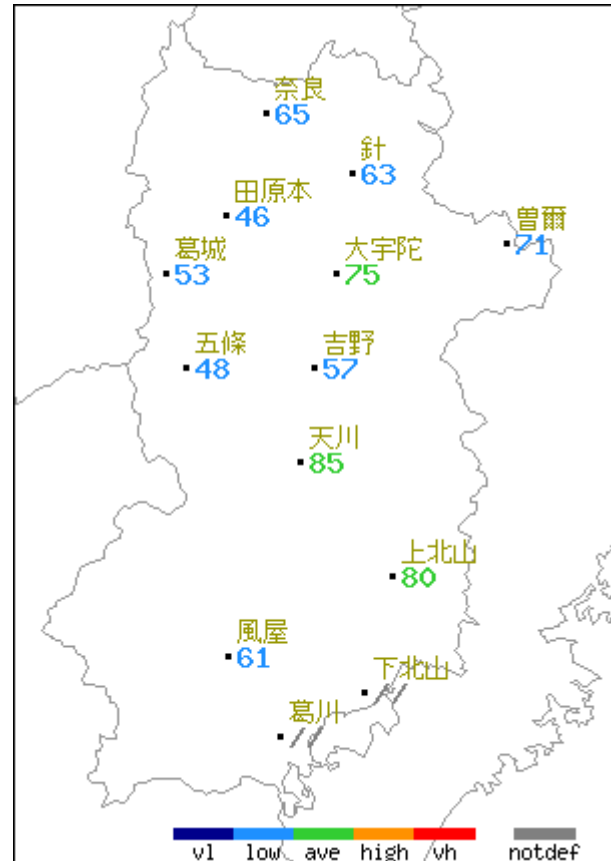 奈良
65
針
63
田原本
46
曽爾
71
葛城
53
大宇陀
75
五條
48
吉野
57
天川
85
上北山
80
風屋
61
下北山
//
葛川
//
vl low ave high vh notdef